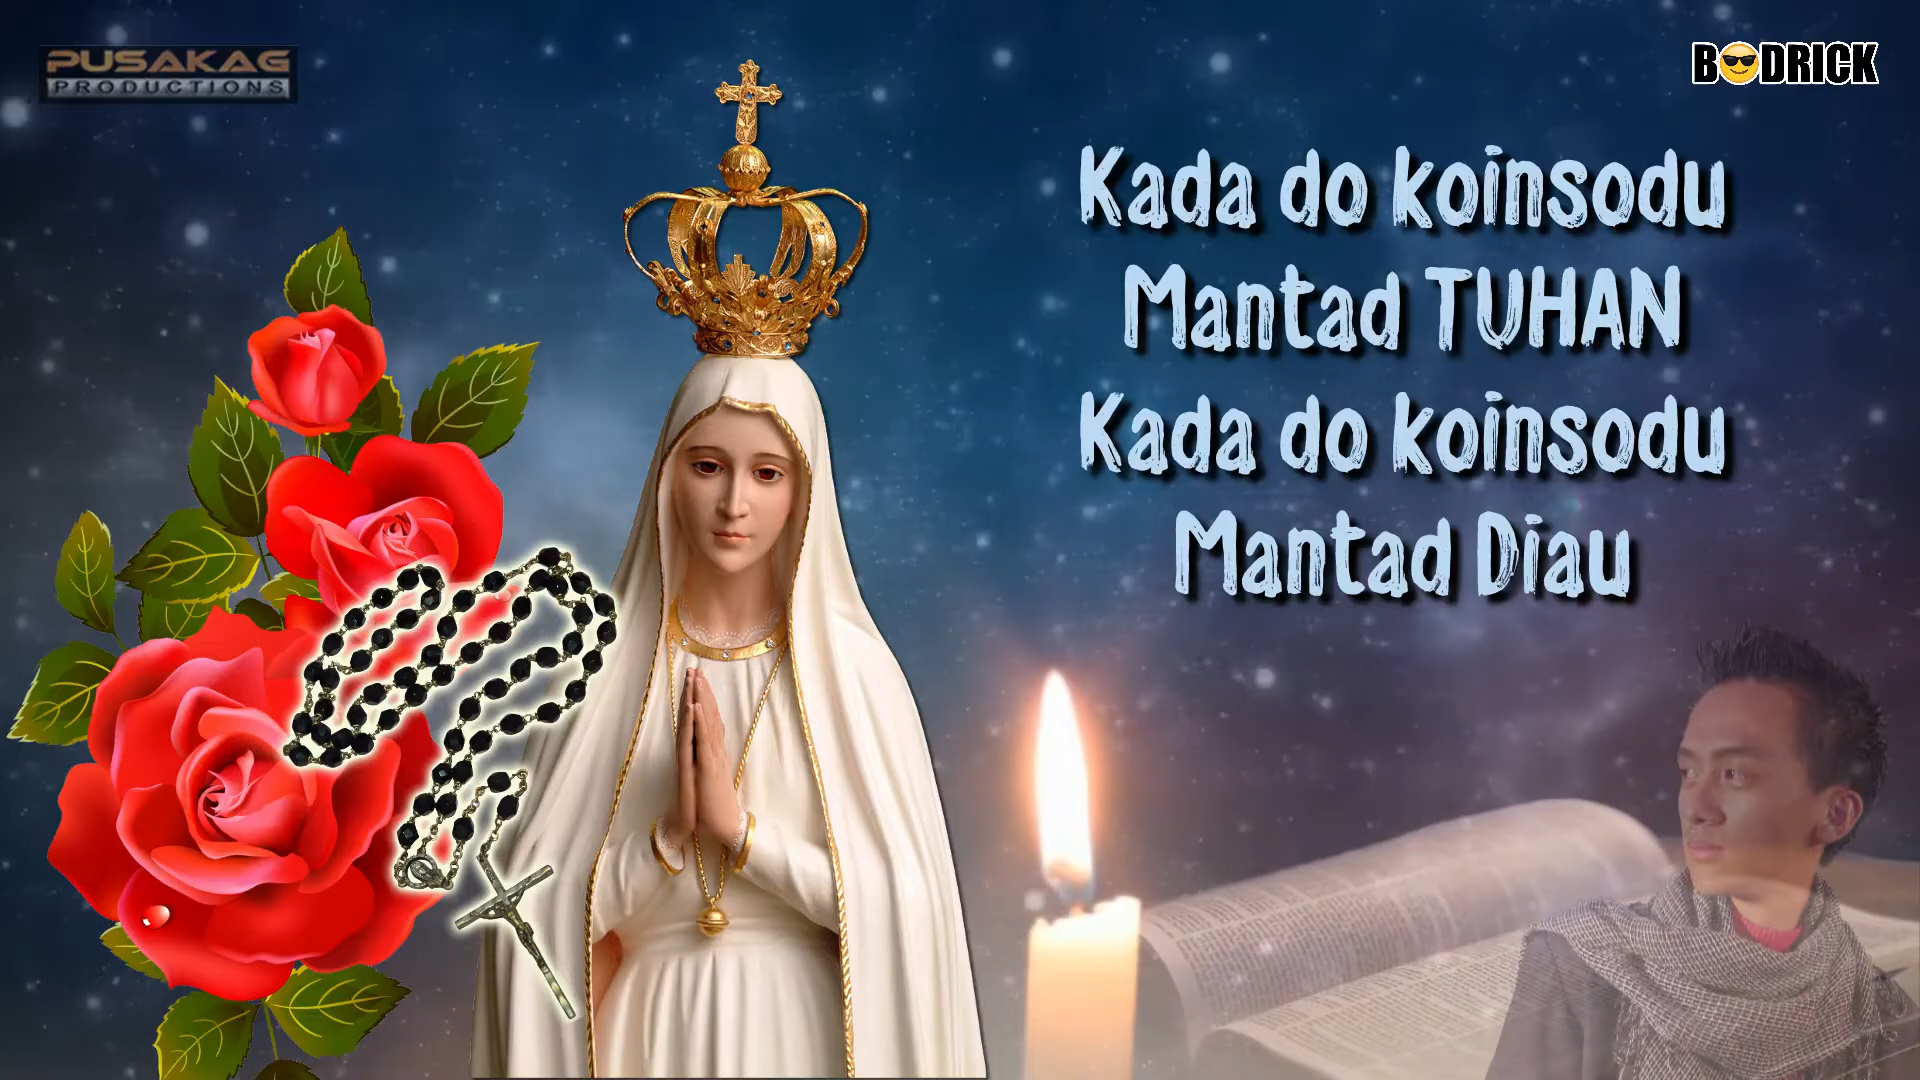 PUSAKAG
PRODUCTIONS
B😎DRICK
Kada do koinsodu
Mantad TUHAN
Kada do koinsodu
Mantad Diau